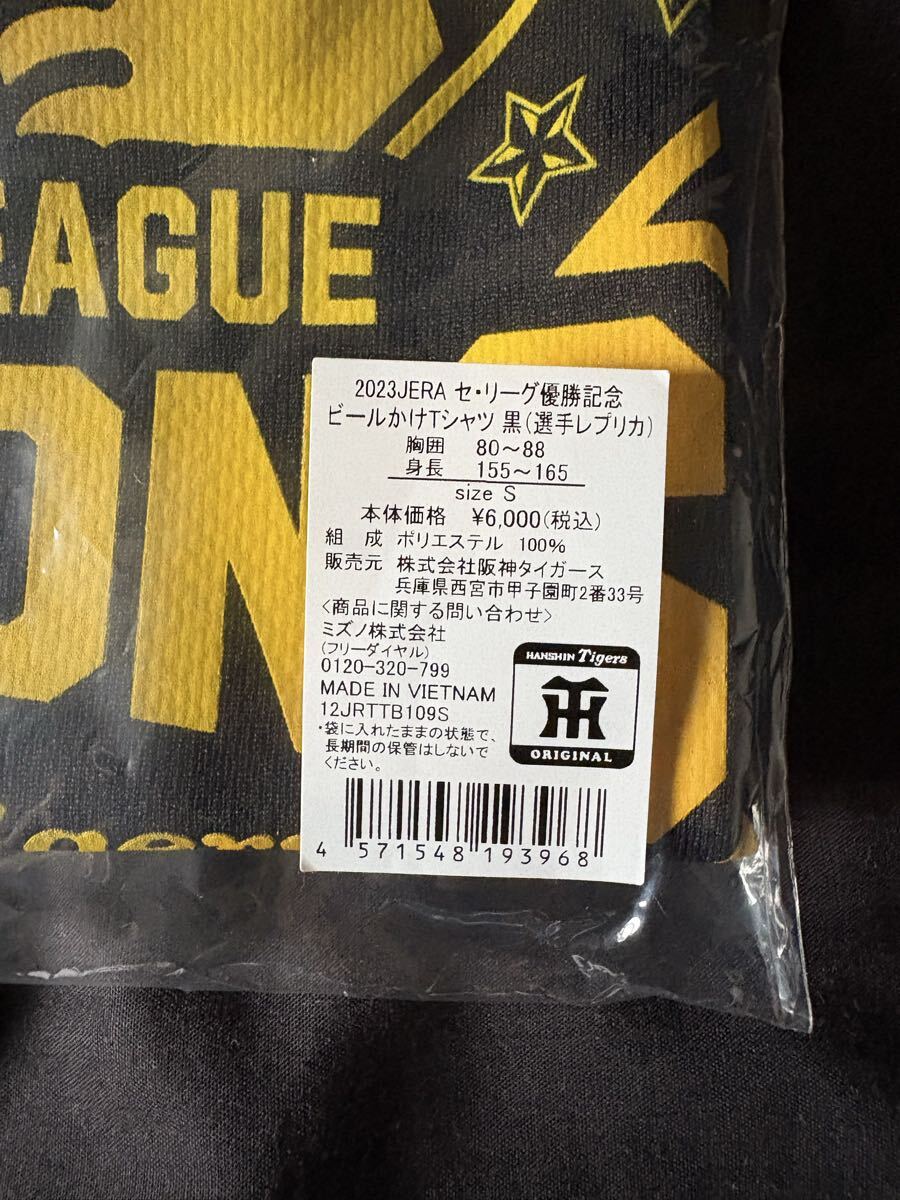 EAGUE
ONS
igers
2023JERA セ・リーグ優勝記念
ビールかけTシャツ 黒(選手レプリカ)
胸囲 80～88
身長 155～165
size S
本体価格 ¥6,000(税込)
組 成 ポリエステル 100%
販売元 株式会社阪神タイガース
兵庫県西宮市甲子園町2番33号
<商品に関する問い合わせ>
ミズノ株式会社
(フリーダイヤル)
0120-320-799
MADE IN VIETNAM
12JRTTB109S
・袋に入れたままの状態で、
長期間の保管はしないで
ください。
HANSHIN Tigers
TH
ORIGINAL
4 571548 193968